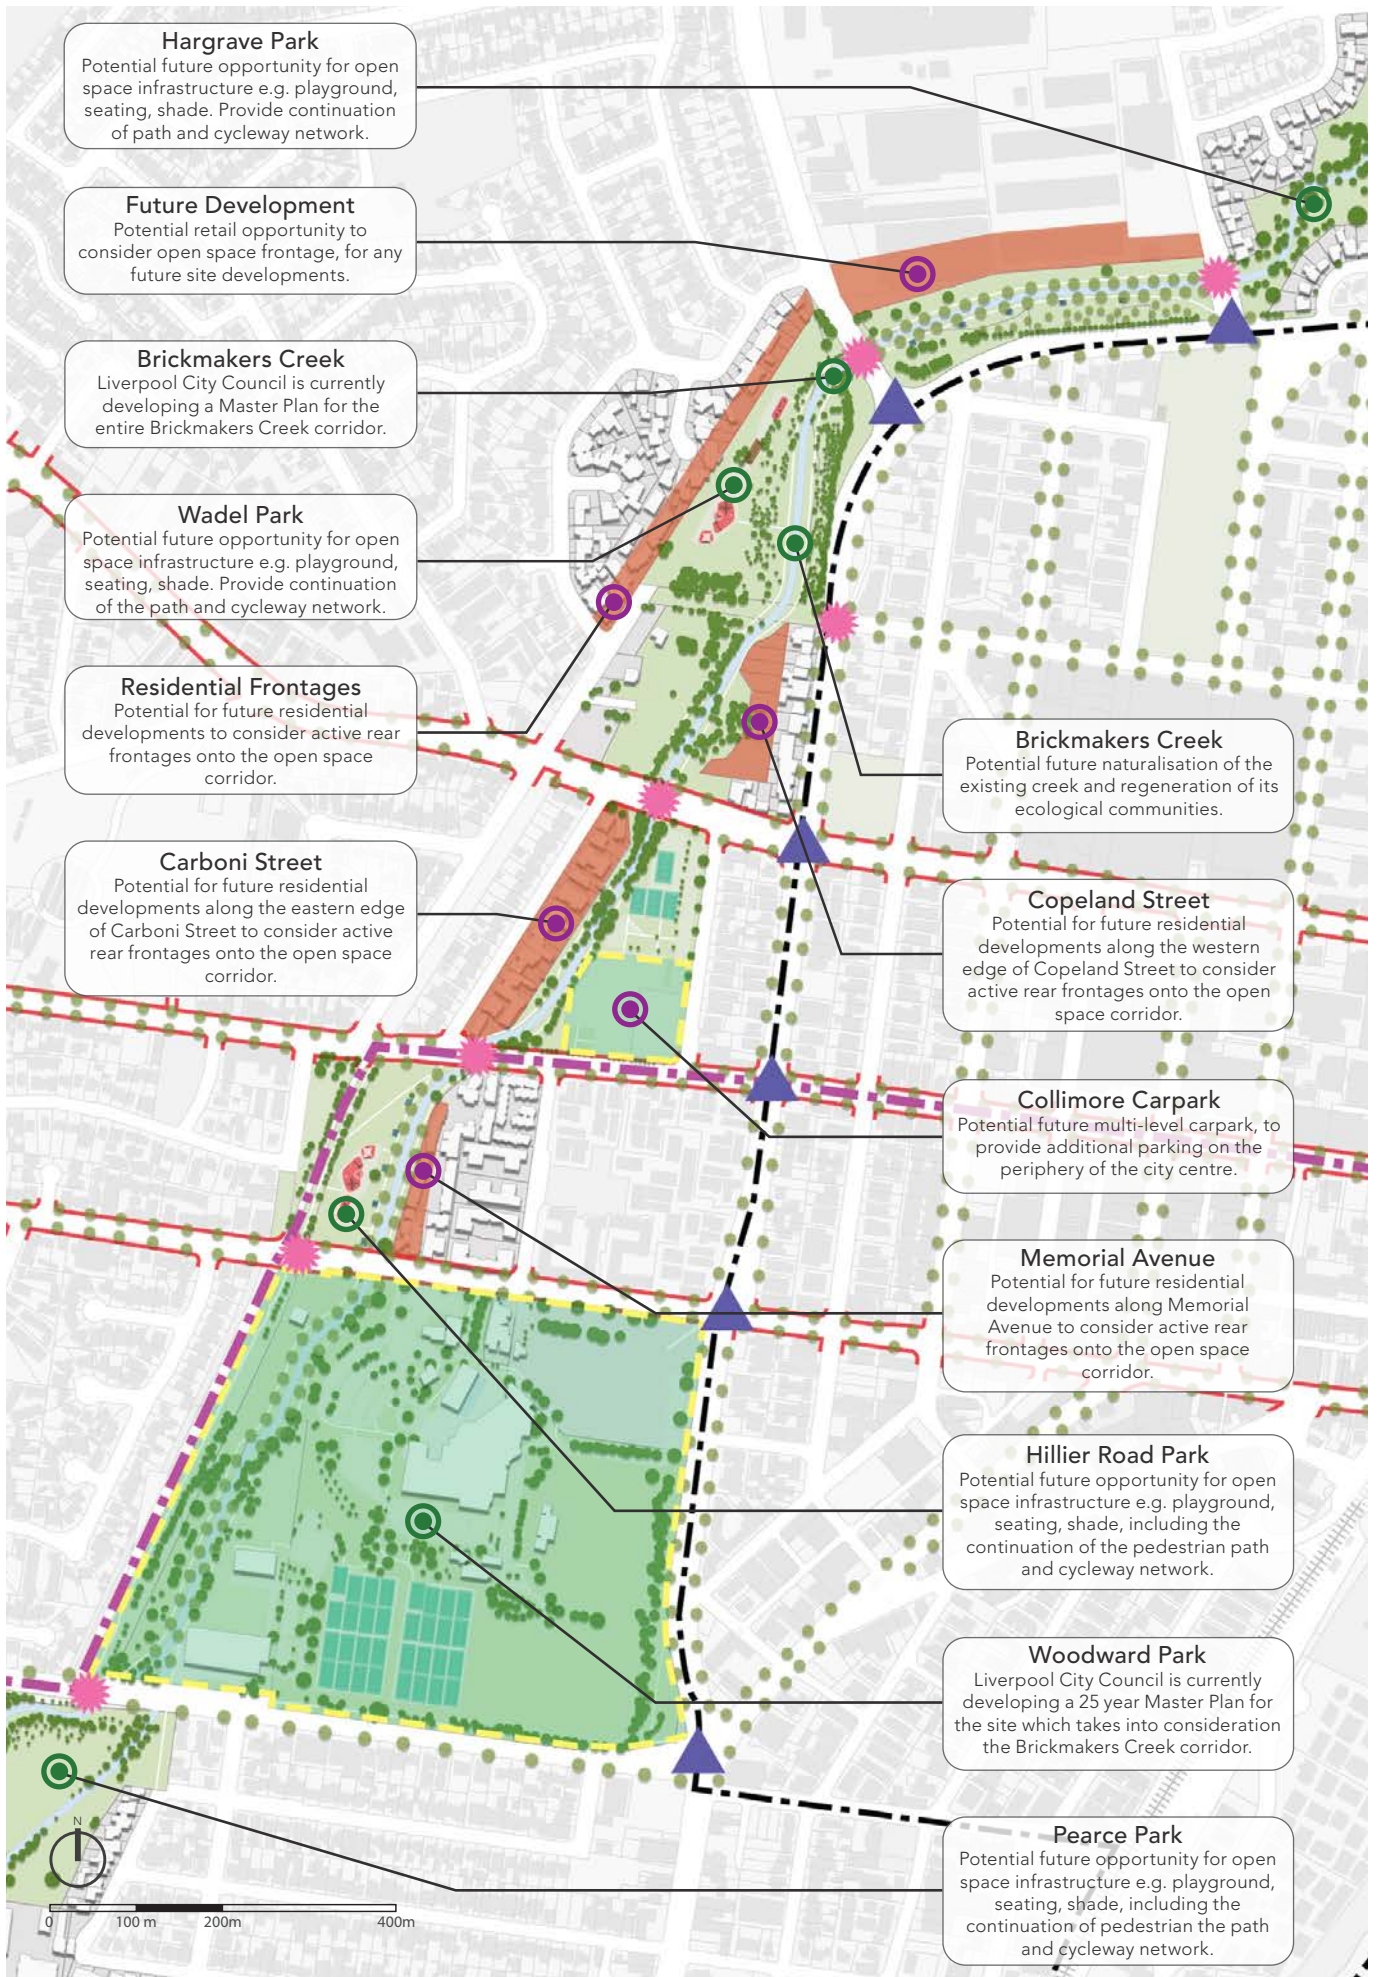 Hargrave Park
Potential future opportunity for open
space infrastructure e.g. playground,
seating, shade. Provide continuation
of path and cycleway network.
Future Development
Potential retail opportunity to
consider open space frontage, for any
future site developments.
Brickmakers Creek
Liverpool City Council is currently
developing a Master Plan for the
entire Brickmakers Creek corridor.
Wadel Park
Potential future opportunity for open
space infrastructure e.g. playground,
seating, shade. Provide continuation
of the path and cycleway network.
Residential Frontages
Potential for future residential
developments to consider active rear
frontages onto the open space
corridor.
Carboni Street
Potential for future residential
developments along the eastern edge
of Carboni Street to consider active
rear frontages onto the open space
corridor.
Brickmakers Creek
Potential future naturalisation of the
existing creek and regeneration of its
ecological communities.
Copeland Street
Potential for future residential
developments along the western
edge of Copeland Street to consider
active rear frontages onto the open
space corridor.
Collimore Carpark
Potential future multi-level carpark, to
provide additional parking on the
periphery of the city centre.
Memorial Avenue
Potential for future residential
developments along Memorial
Avenue to consider active rear
frontages onto the open space
corridor.
Hillier Road Park
Potential future opportunity for open
space infrastructure e.g. playground,
seating, shade, including the
continuation of the pedestrian path
and cycleway network.
Woodward Park
Liverpool City Council is currently
developing a 25 year Master Plan for
the site which takes into consideration
the Brickmakers Creek corridor.
Pearce Park
Potential future opportunity for open
space infrastructure e.g. playground,
seating, shade, including the
continuation of pedestrian the path
and cycleway network.
N
0 100 m 200m 400m